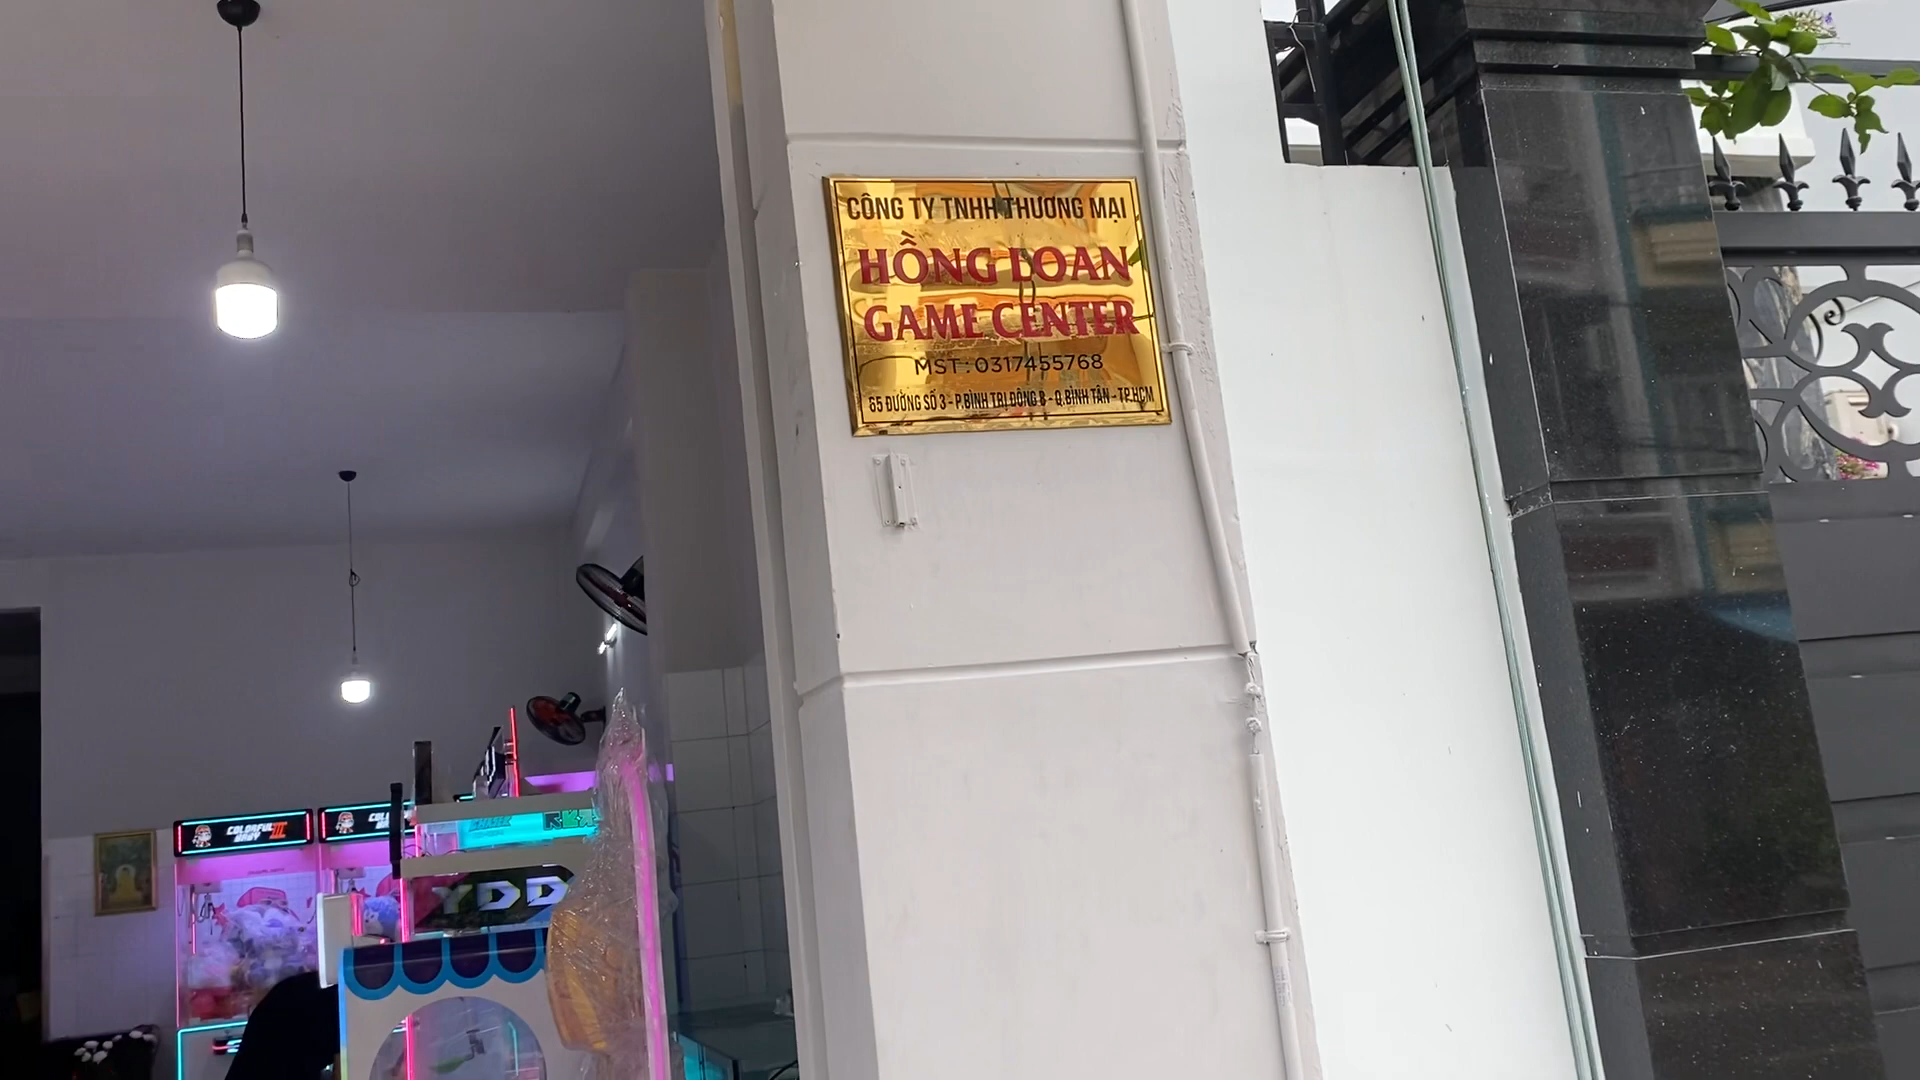 CÔNG TY TNHH THƯƠNG MẠI
HỒNG LOAN
GAME CENTER
MST : 0317455768
65 ĐƯỜNG SỐ 3 - P.BÌNH TRỊ ĐÔNG B - Q.BÌNH TÂN - TP.HCM
COLORFUL
BABY III
YDD